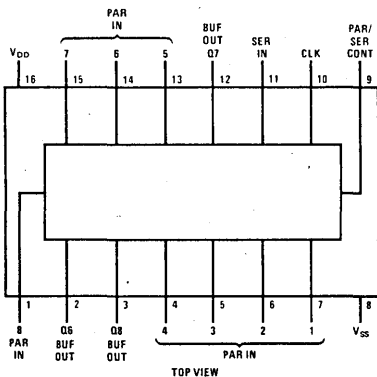 PAR
IN
BUF
OUT
Q7
SER
IN
CLK
PAR/
SER
CONT
VDD
7
6
5
16
15
14
13
12
11
10
9
1
2
3
4
5
6
7
8
8
PAR
IN
Q6
BUF
OUT
Q8
BUF
OUT
4
3
2
1
VSS
PAR IN
TOP VIEW